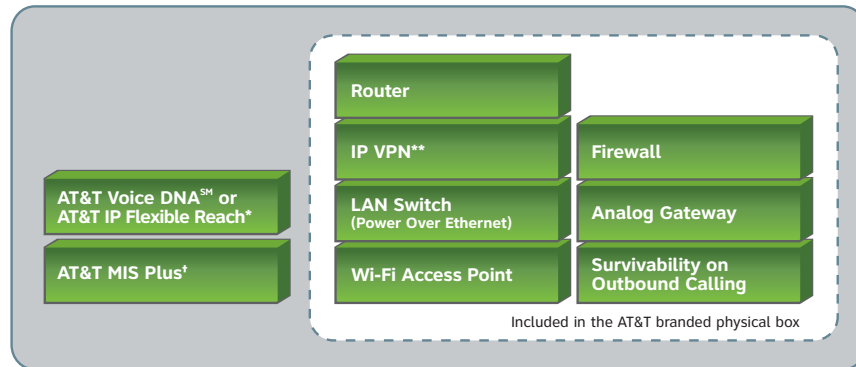 AT&T Voice DNA℠ or
AT&T IP Flexible Reach*
AT&T MIS Plus†
Router
IP VPN**
LAN Switch
(Power Over Ethernet)
Wi-Fi Access Point
Firewall
Analog Gateway
Survivability on
Outbound Calling
Included in the AT&T branded physical box